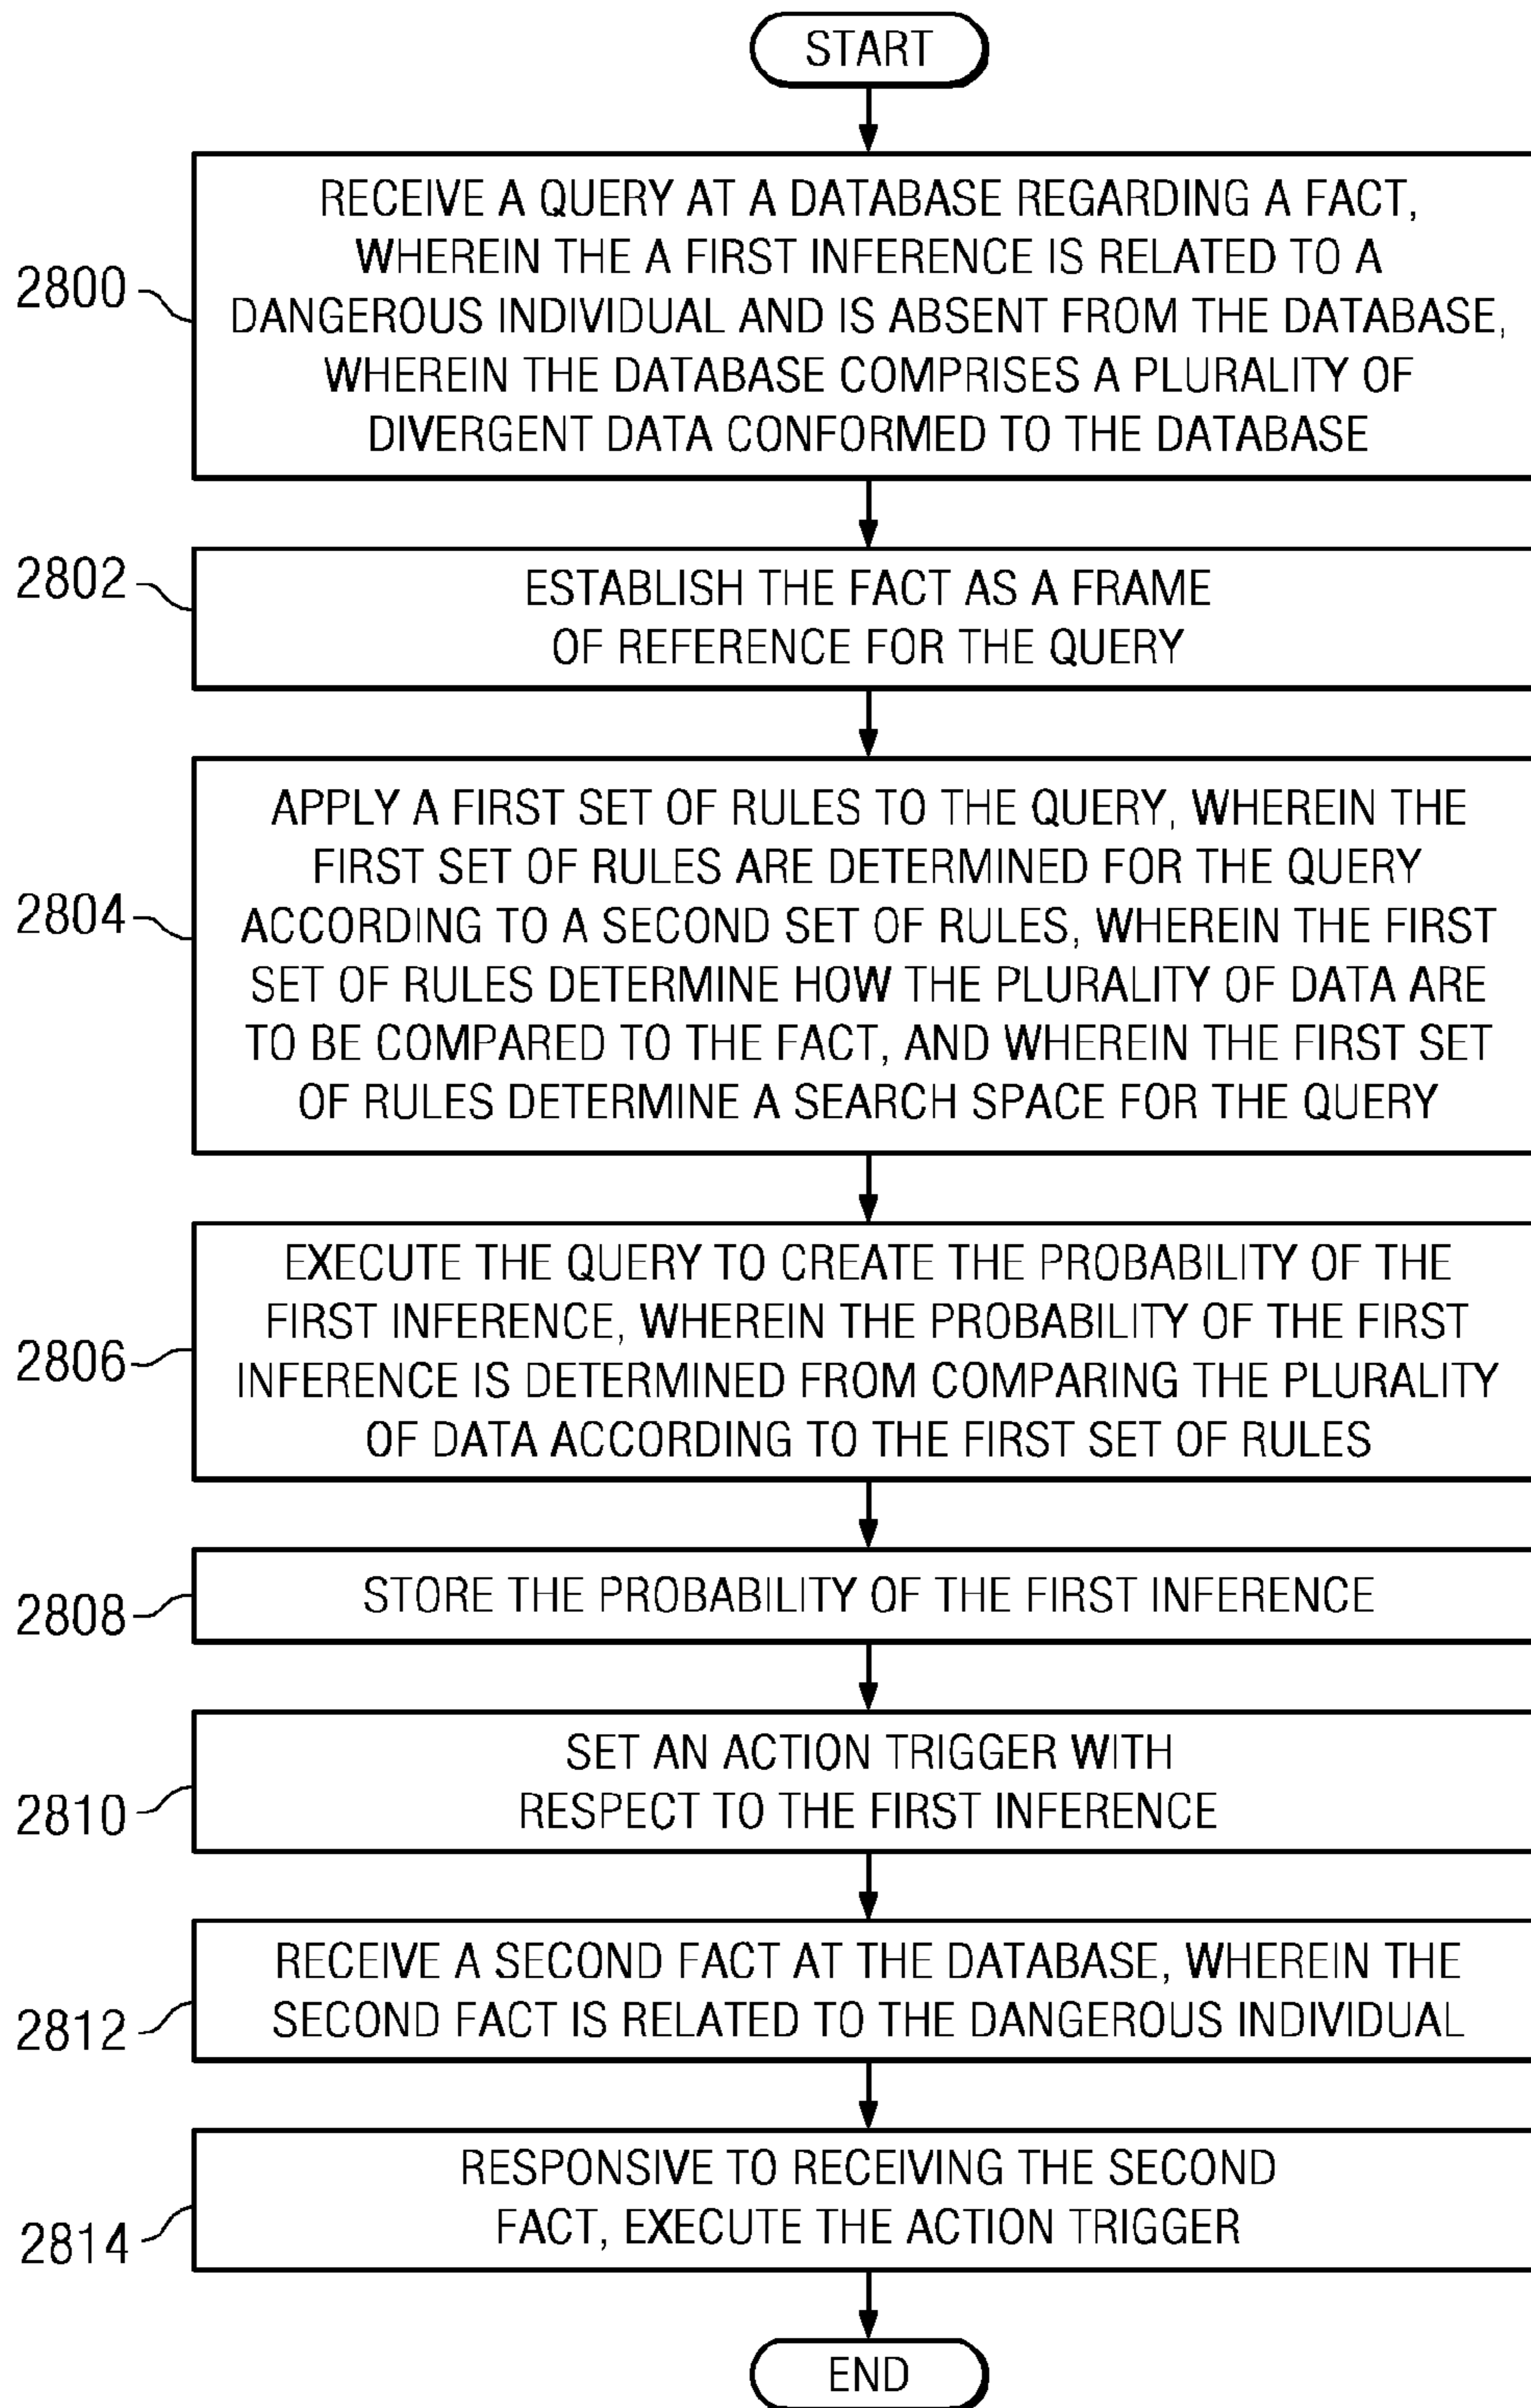 START
RECEIVE A QUERY AT A DATABASE REGARDING A FACT,
WHEREIN THE A FIRST INFERENCE IS RELATED TO A
2800
DANGEROUS INDIVIDUAL AND IS ABSENT FROM THE DATABASE,
WHEREIN THE DATABASE COMPRISES A PLURALITY OF
DIVERGENT DATA CONFORMED TO THE DATABASE
2802
ESTABLISH THE FACT AS A FRAME
OF REFERENCE FOR THE QUERY
APPLY A FIRST SET OF RULES TO THE QUERY, WHEREIN THE
FIRST SET OF RULES ARE DETERMINED FOR THE QUERY
2804
ACCORDING TO A SECOND SET OF RULES, WHEREIN THE FIRST
SET OF RULES DETERMINE HOW THE PLURALITY OF DATA ARE
TO BE COMPARED TO THE FACT, AND WHEREIN THE FIRST SET
OF RULES DETERMINE A SEARCH SPACE FOR THE QUERY
EXECUTE THE QUERY TO CREATE THE PROBABILITY OF THE
FIRST INFERENCE, WHEREIN THE PROBABILITY OF THE FIRST
2806
INFERENCE IS DETERMINED FROM COMPARING THE PLURALITY
OF DATA ACCORDING TO THE FIRST SET OF RULES
2808
STORE THE PROBABILITY OF THE FIRST INFERENCE
2810
SET AN ACTION TRIGGER WITH
RESPECT TO THE FIRST INFERENCE
2812
RECEIVE A SECOND FACT AT THE DATABASE, WHEREIN THE
SECOND FACT IS RELATED TO THE DANGEROUS INDIVIDUAL
2814
RESPONSIVE TO RECEIVING THE SECOND
FACT, EXECUTE THE ACTION TRIGGER
END